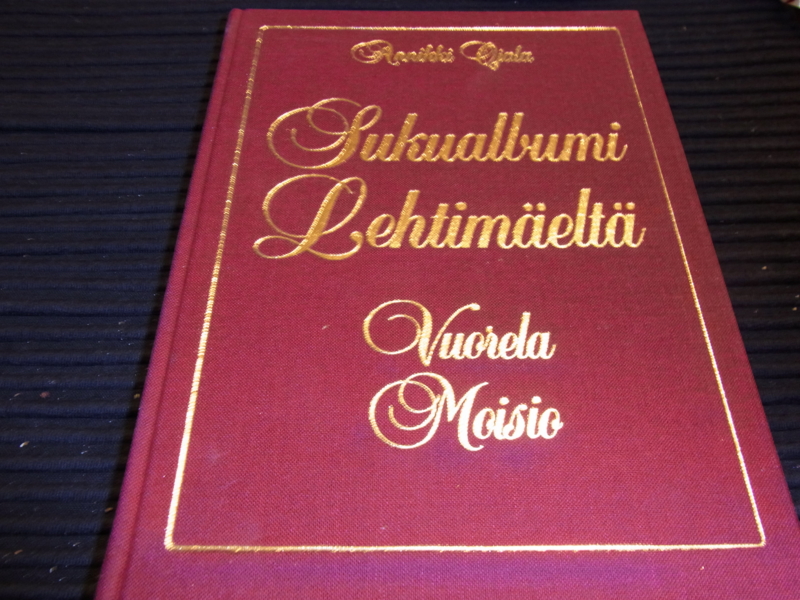 Annikki Ojala
Sukualbumi
Lehtimäeltä
Vuorela
Moisio